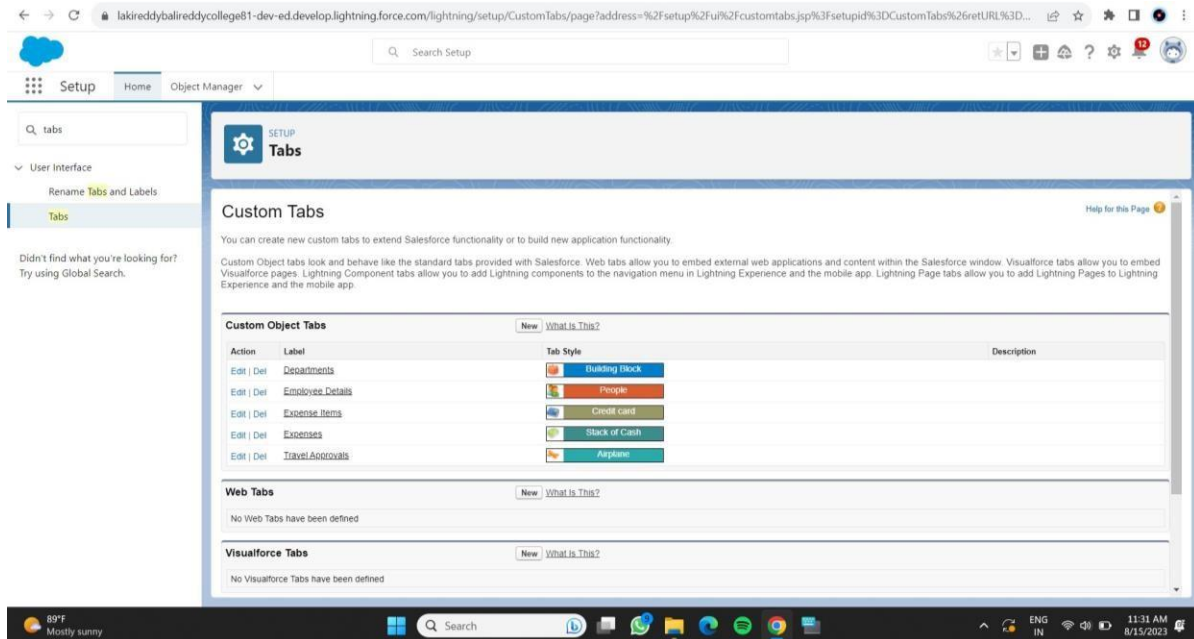 lakireddybalireddycollege81-dev-ed.develop.lightning.force.com/lightning/setup/CustomTabs/page?address=%2Fsetup%2Fui%2Fcustomtabs.jsp%3Fsetupid%3DCustomTabs%26retURL%3D...
Search Setup
12
Setup Home Object Manager
tabs
User Interface
Rename Tabs and Labels
Tabs
Didn't find what you're looking for?
Try using Global Search.
SETUP
Tabs
Custom Tabs
Help for this Page
You can create new custom tabs to extend Salesforce functionality or to build new application functionality.
Custom Object tabs look and behave like the standard tabs provided with Salesforce. Web tabs allow you to embed external web applications and content within the Salesforce window. Visualforce tabs allow you to embed
Visualforce pages. Lightning Component tabs allow you to add Lightning components to the navigation menu in Lightning Experience and the mobile app. Lightning Page tabs allow you to add Lightning Pages to Lightning
Experience and the mobile app.
Custom Object Tabs New What Is This?
Action Label Tab Style Description
Edit | Del Departments Building Block
Edit | Del Employee Details People
Edit | Del Expense Items Credit card
Edit | Del Expenses Stack of Cash
Edit | Del Travel Approvals Airplane
Web Tabs New What Is This?
No Web Tabs have been defined
Visualforce Tabs New What Is This?
No Visualforce Tabs have been defined
89°F
Mostly sunny
Search
ENG
IN
11:31 AM
8/15/2023